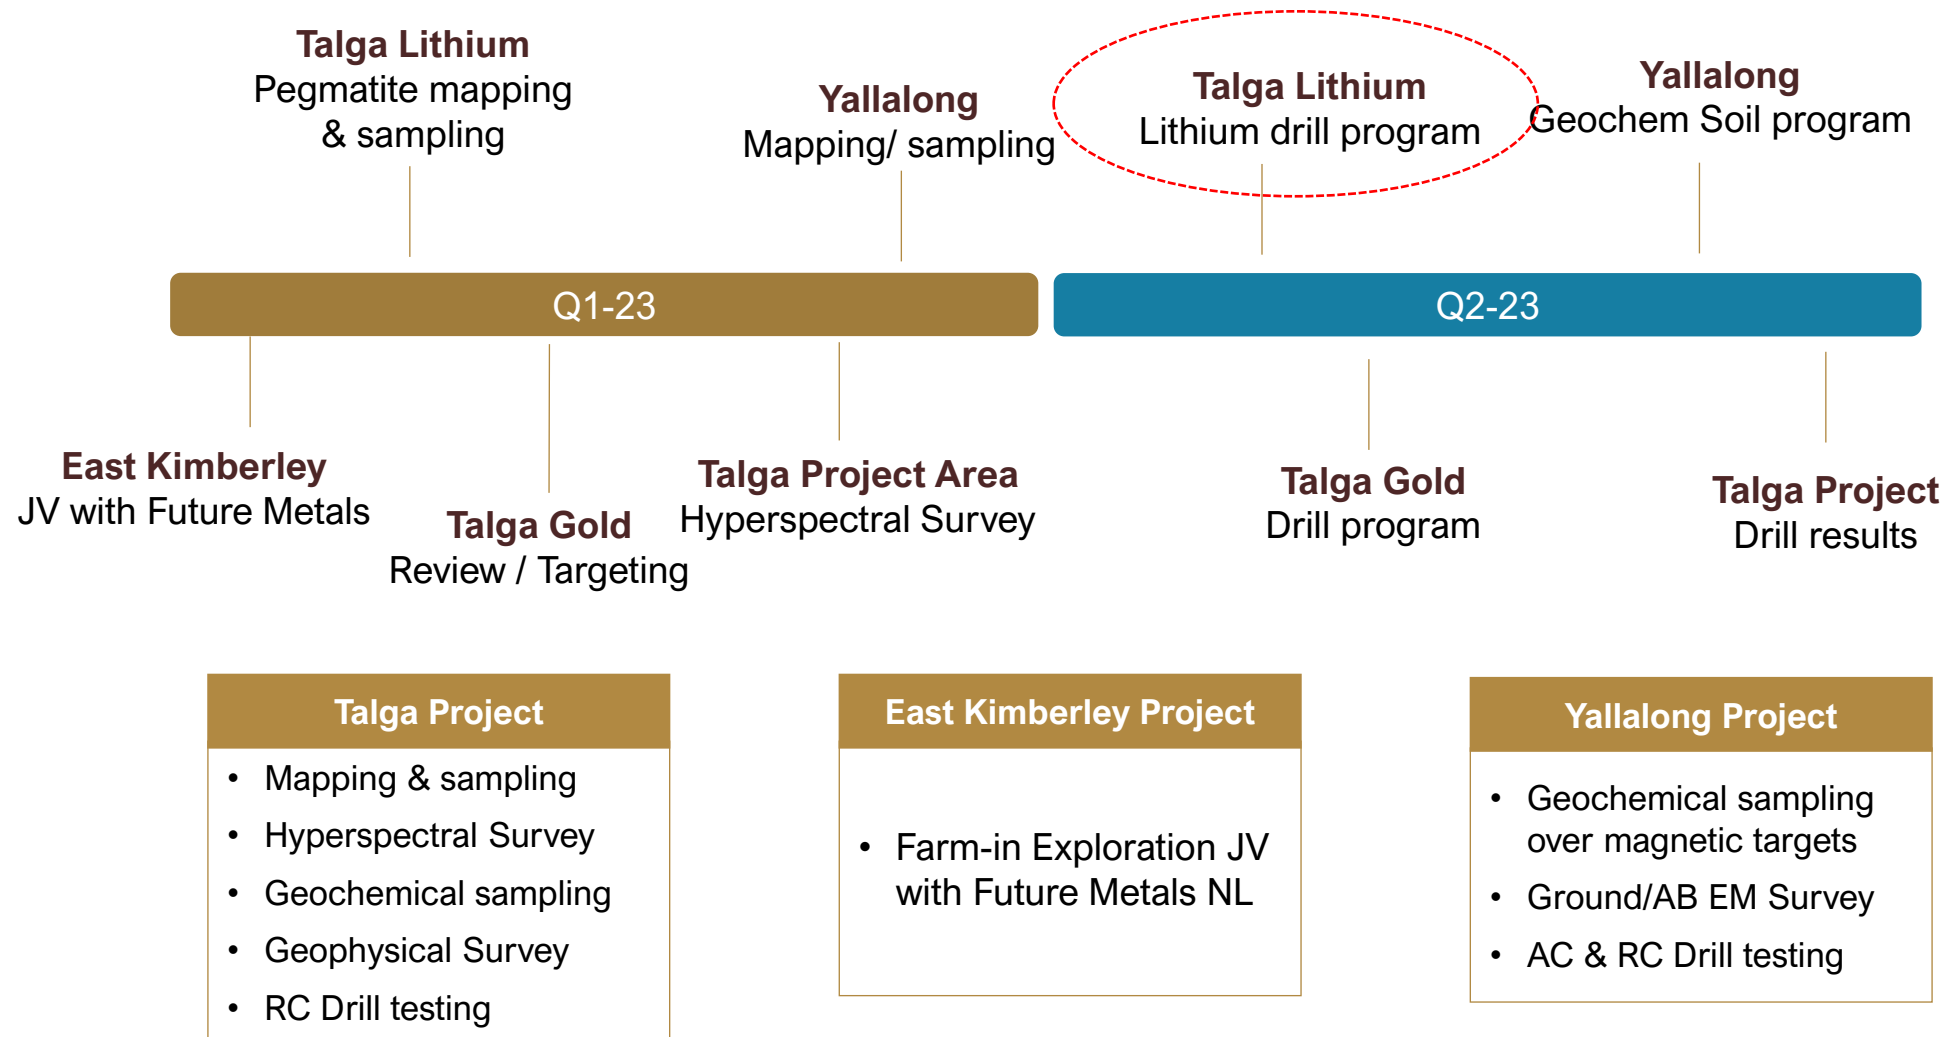 Talga Lithium
Pegmatite mapping
& sampling
Yallalong
Mapping/ sampling
Talga Lithium
Lithium drill program
Yallalong
Geochem Soil program
Q1-23
Q2-23
East Kimberley
JV with Future Metals
Talga Gold
Review / Targeting
Talga Project Area
Hyperspectral Survey
Talga Gold
Drill program
Talga Project
Drill results
Talga Project
• Mapping & sampling
• Hyperspectral Survey
• Geochemical sampling
• Geophysical Survey
• RC Drill testing
East Kimberley Project
• Farm-in Exploration JV
with Future Metals NL
Yallalong Project
• Geochemical sampling
over magnetic targets
• Ground/AB EM Survey
• AC & RC Drill testing